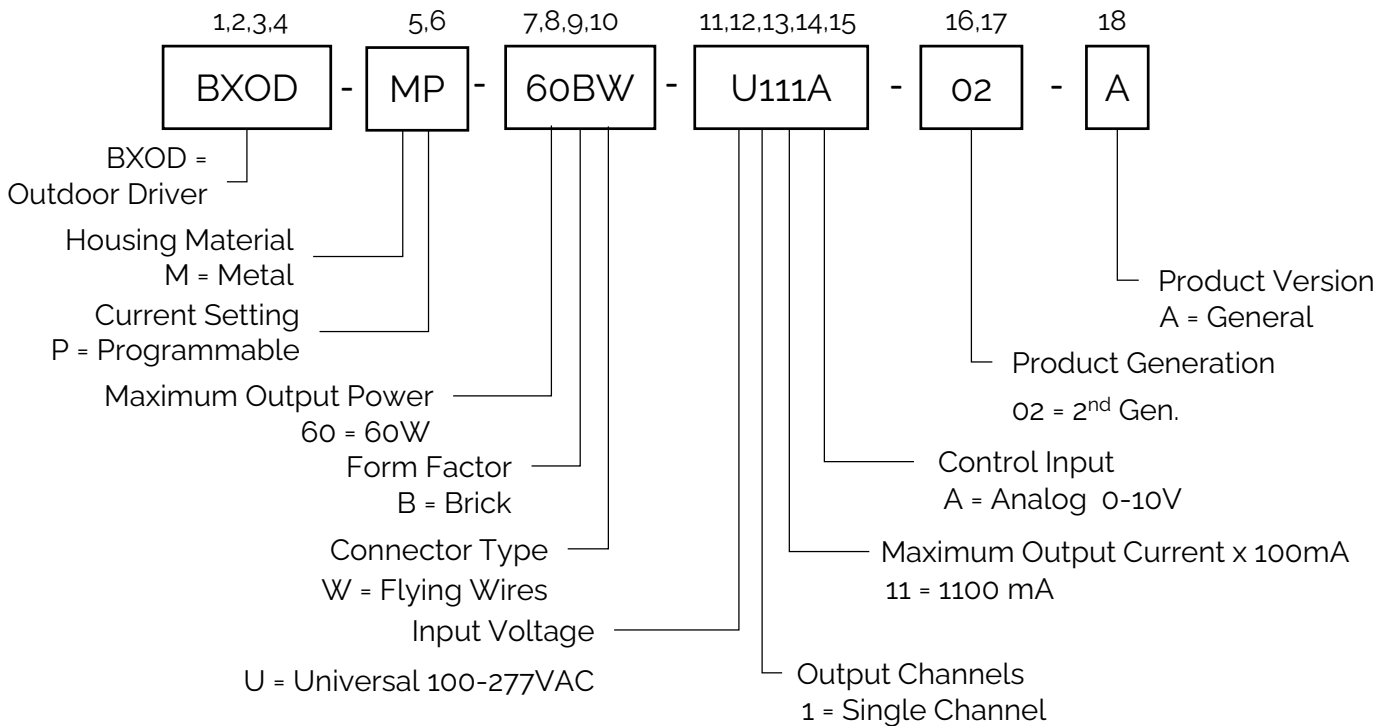 1,2,3,4 5,6 7,8,9,10 11,12,13,14,15 16,17 18
BXOD - MP - 60BW - U111A - 02 - A
BXOD =
Outdoor Driver
Housing Material
M = Metal
Current Setting
P = Programmable
Maximum Output Power
60 = 60W
Form Factor
B = Brick
Connector Type
W = Flying Wires
Input Voltage
U = Universal 100-277VAC
Product Version
A = General
Product Generation
02 = 2nd Gen.
Control Input
A = Analog 0-10V
Maximum Output Current x 100mA
11 = 1100 mA
Output Channels
1 = Single Channel